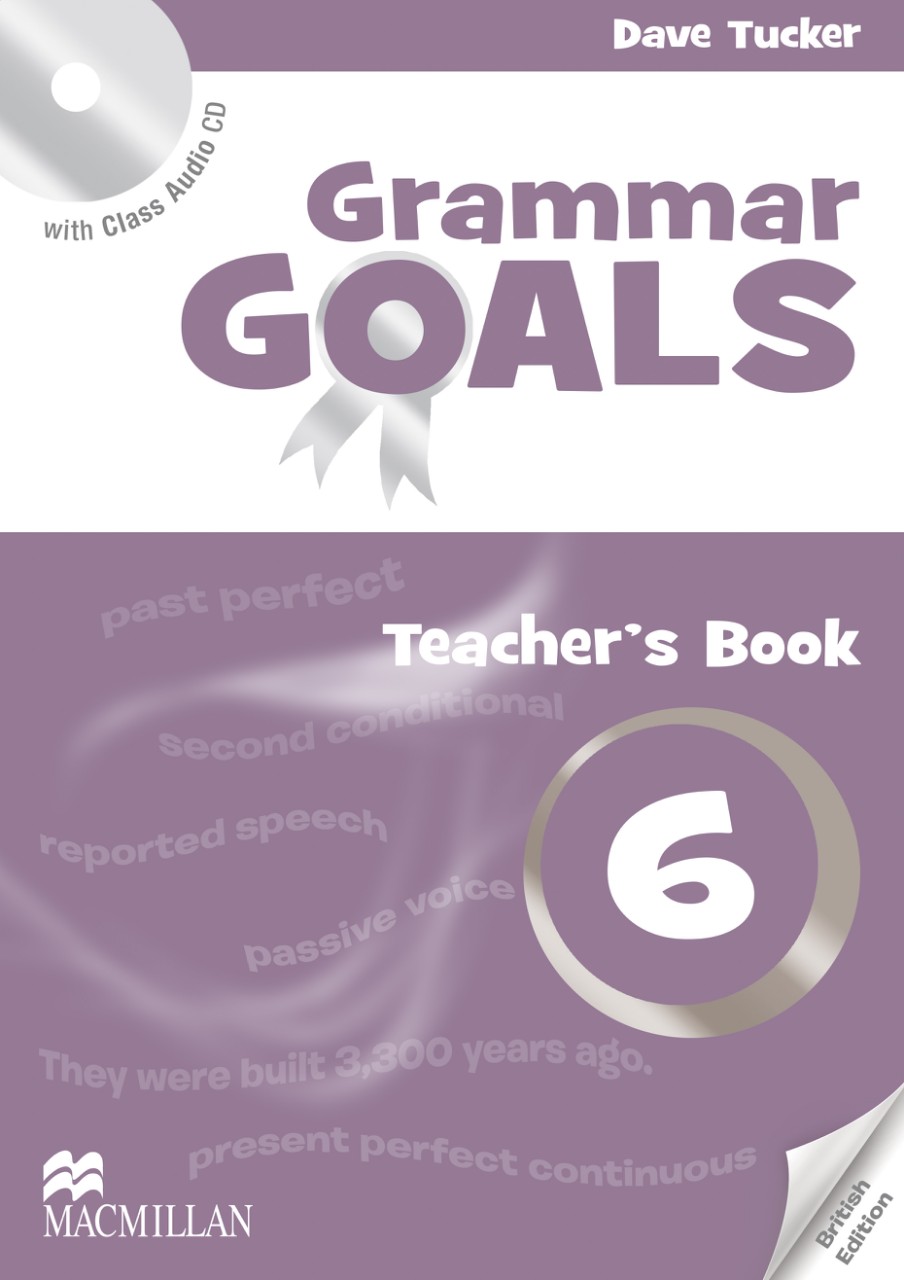 Dave Tucker
with Class Audio CD
Grammar
GOALS
past perfect
Teacher's Book
second conditional
6
reported speech
passive voice
They were built 3,300 years ago.
present perfect continuous
MACMILLAN
British
Edition